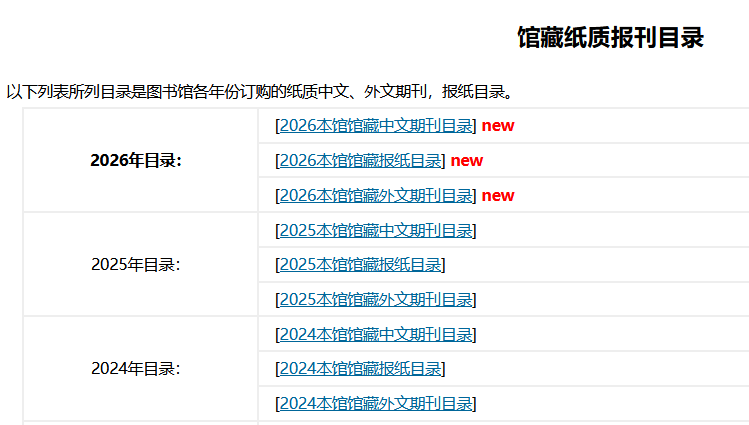 馆藏纸质报刊目录
以下列表所列目录是图书馆各年份订购的纸质中文、外文期刊，报纸目录。
2026年目录：
[2026本馆馆藏中文期刊目录] new
[2026本馆馆藏报纸目录] new
[2026本馆馆藏外文期刊目录] new
2025年目录：
[2025本馆馆藏中文期刊目录]
[2025本馆馆藏报纸目录]
[2025本馆馆藏外文期刊目录]
2024年目录：
[2024本馆馆藏中文期刊目录]
[2024本馆馆藏报纸目录]
[2024本馆馆藏外文期刊目录]